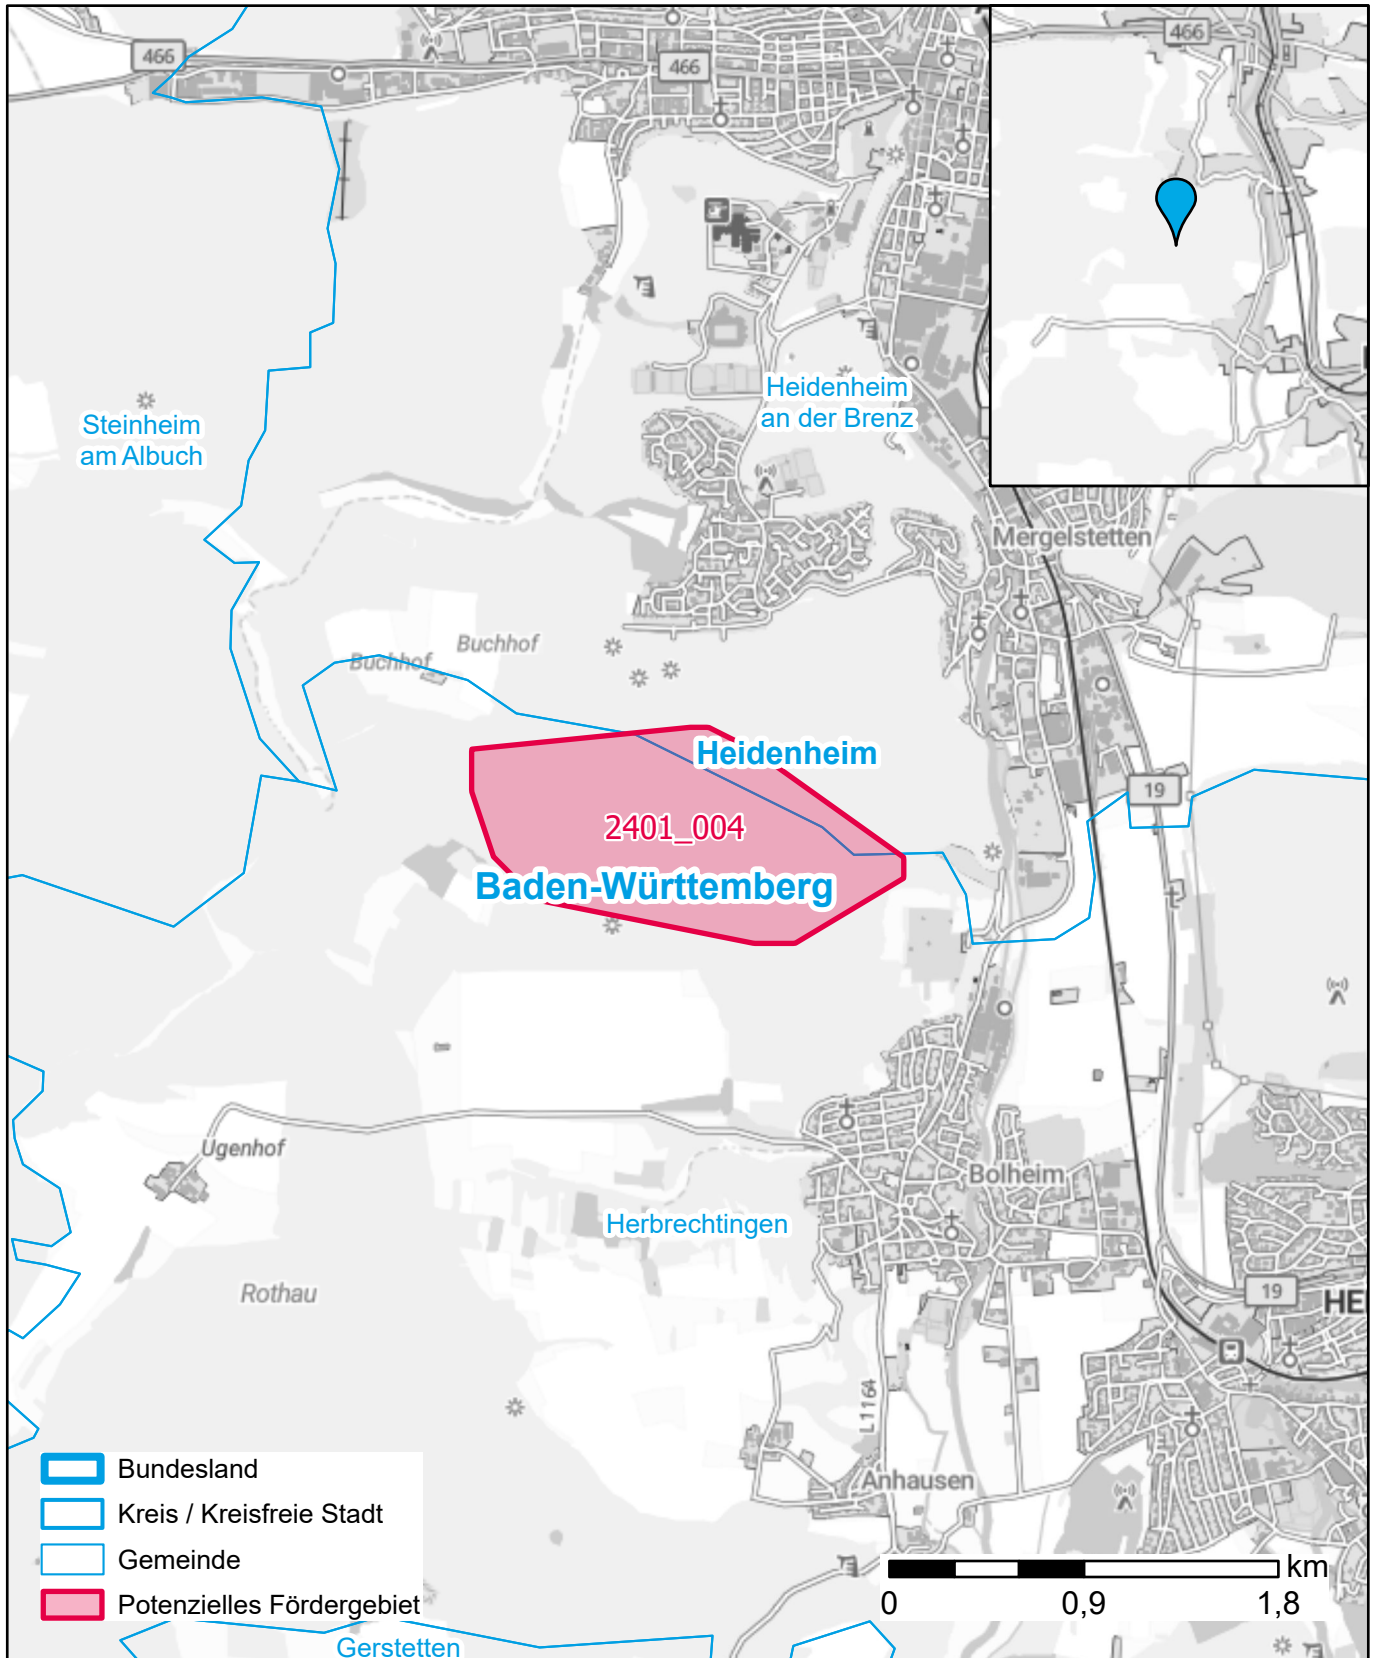 466
466
466
Heidenheim
an der Brenz
Steinheim
am Albuch
Mergelstetten
Buchhof
Buchhof
Heidenheim
19
2401_004
Baden-Württemberg
Ugenhof
Bolheim
Herbrechtingen
Rothau
19
HE
L1164
Anhausen
Bundesland
Kreis / Kreisfreie Stadt
Gemeinde
Potenzielles Fördergebiet
km
0
0,9
1,8
Gerstetten